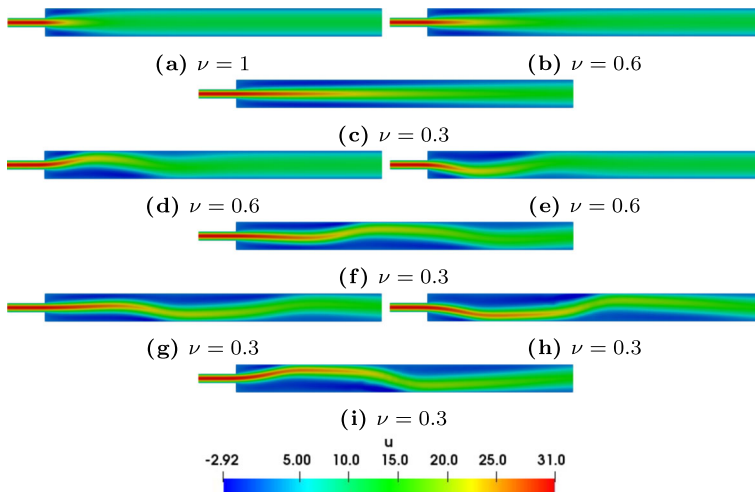 (a) ν = 1
(b) ν = 0.6
(c) ν = 0.3
(d) ν = 0.6
(e) ν = 0.6
(f) ν = 0.3
(g) ν = 0.3
(h) ν = 0.3
(i) ν = 0.3
u
-2.92 5.00 10.0 15.0 20.0 25.0 31.0